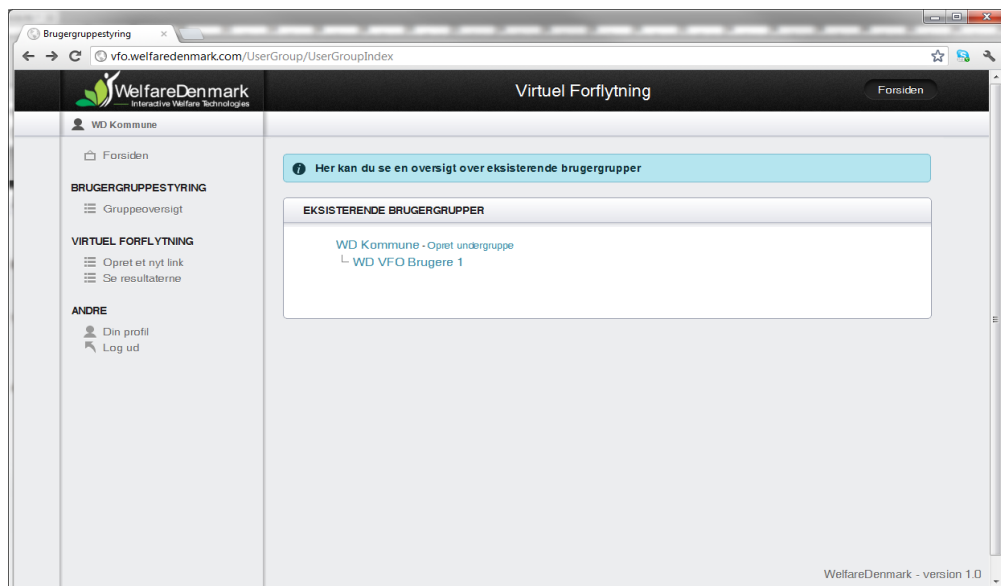 Brugergruppestyring
vfo.welfaredenmark.com/UserGroup/UserGroupIndex
WelfareDenmark
Interactive Welfare Technologies
Virtuel Forflytning
Forsiden
WD Kommune
Forsiden
BRUGERGRUPPESTYRING
Gruppeoversigt
VIRTUEL FORFLYTNING
Opret et nyt link
Se resultaterne
ANDRE
Din profil
Log ud
Her kan du se en oversigt over eksisterende brugergrupper
EKSISTERENDE BRUGERGRUPPER
WD Kommune - Opret undergruppe
WD VFO Brugere 1
WelfareDenmark - version 1.0